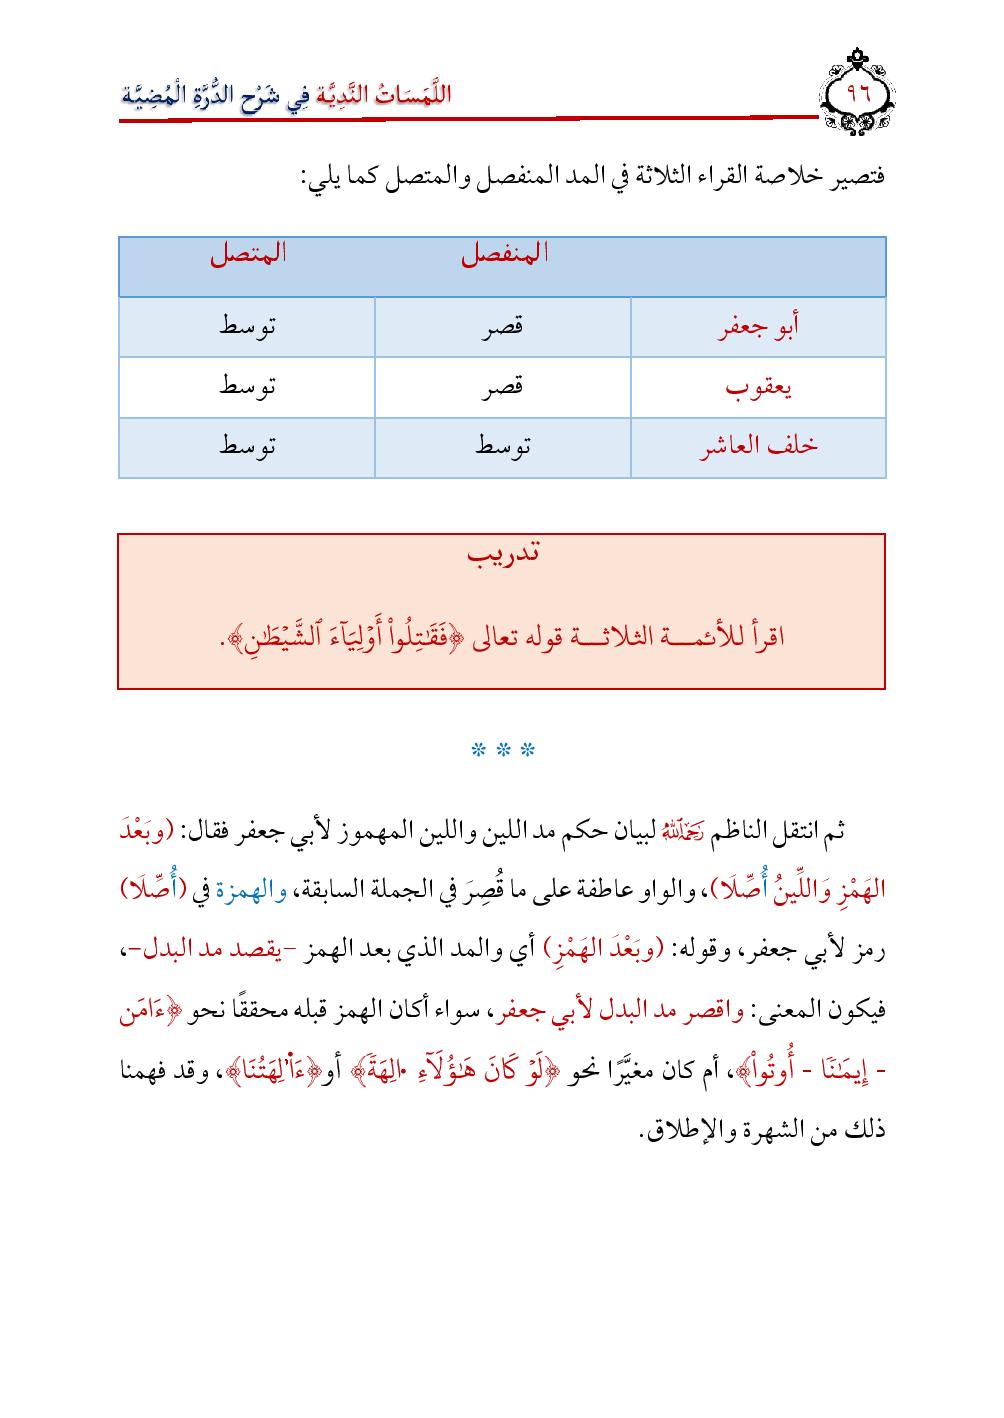 اللَّمَسَاتُ النَّدِيَّة فِي شَرْح الدُّرَّةِ الْمُضِيَّة
٩٦
فتصير خلاصة القراء الثلاثة في المد المنفصل والمتصل كما يلي:
المنفصل المتصل
أبو جعفر قصر توسط
يعقوب قصر توسط
خلف العاشر توسط توسط
تدريب
اقرأ للأئمــة الثلاثــة قوله تعالى ﴿فَقَٰتِلُوٓا۟ أَوۡلِيَآءَ ٱلشَّيۡطَٰنِ﴾.
* * *
ثم انتقل الناظم رَحِمَهُ ٱللَّهُ لبيان حكم مد اللين واللين المهموز لأبي جعفر فقال: (وبَعْدَ
الهَمْزِ وَاللِّينُ أُصِّلَا)، والواو عاطفة على ما قُصِرَ في الجملة السابقة، والهمزة في (أُصِّلَا)
رمز لأبي جعفر، وقوله: (وبَعْدَ الهَمْزِ) أي والمد الذي بعد الهمز –يقصد مد البدل–،
فيكون المعنى: واقصر مد البدل لأبي جعفر، سواء أكان الهمز قبله محققًا نحو ﴿ءَامَن
- إِيمَٰنًا - أُوتُوا۟﴾، أم كان مغيَّرًا نحو ﴿لَوۡ كَانَ هَٰٓؤُلَآءِ •الِهَةٗ﴾ أو﴿ءَا۬لِهَتُنَا﴾، وقد فهمنا
ذلك من الشهرة والإطلاق.